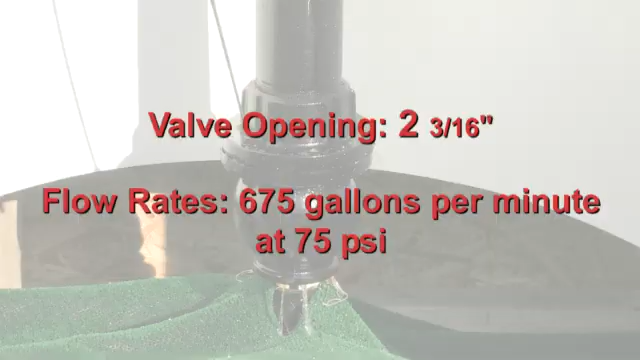 Valve Opening: 2 3/16"
Flow Rates: 675 gallons per minute
at 75 psi